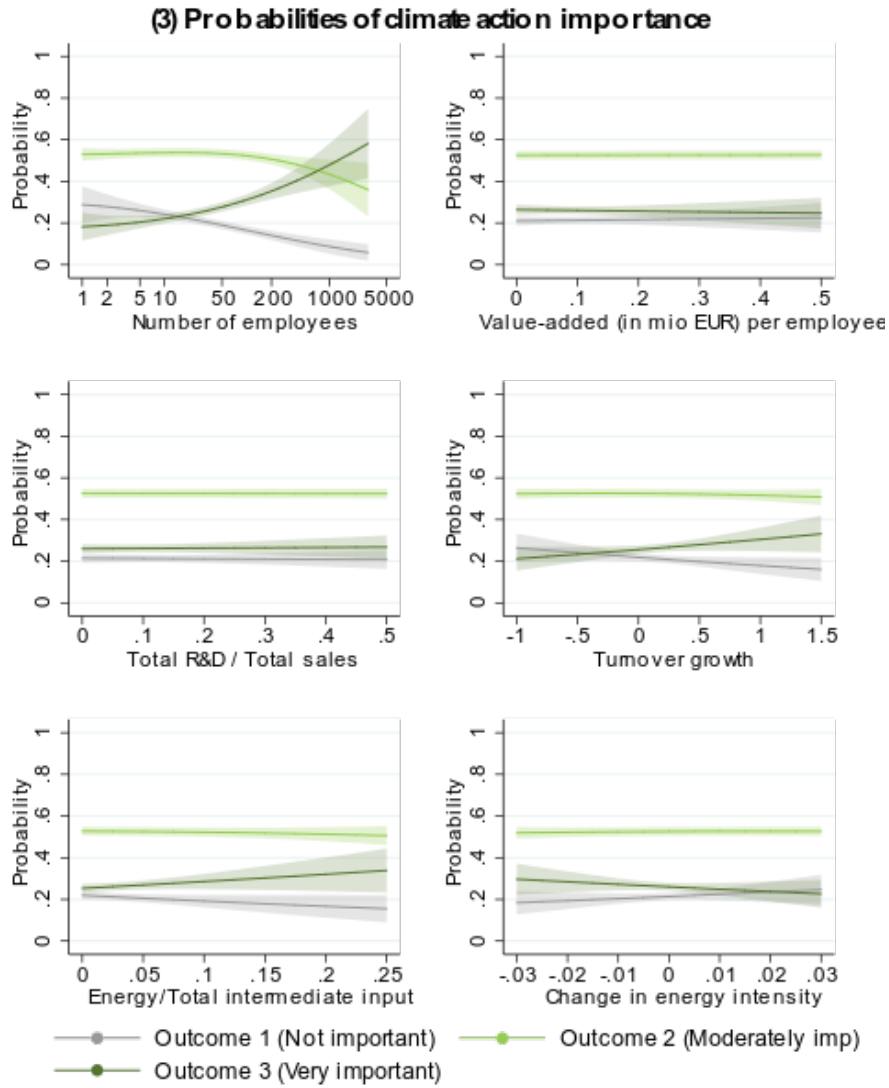 (3) Probabilities of climate action importance
Probability
0 .2 .4 .6 .8 1
1 2 5 10 50 200 1000 5000
Number of employees
Probability
0 .2 .4 .6 .8 1
0 .1 .2 .3 .4 .5
Value-added (in mio EUR) per employee
Probability
0 .2 .4 .6 .8 1
0 .1 .2 .3 .4 .5
Total R&D / Total sales
Probability
0 .2 .4 .6 .8 1
-1 -.5 0 .5 1 1.5
Turnover growth
Probability
0 .2 .4 .6 .8 1
0 .05 .1 .15 .2 .25
Energy/Total intermediate input
Probability
0 .2 .4 .6 .8 1
-.03 -.02 -.01 0 .01 .02 .03
Change in energy intensity
Outcome 1 (Not important)
Outcome 2 (Moderately imp)
Outcome 3 (Very important)